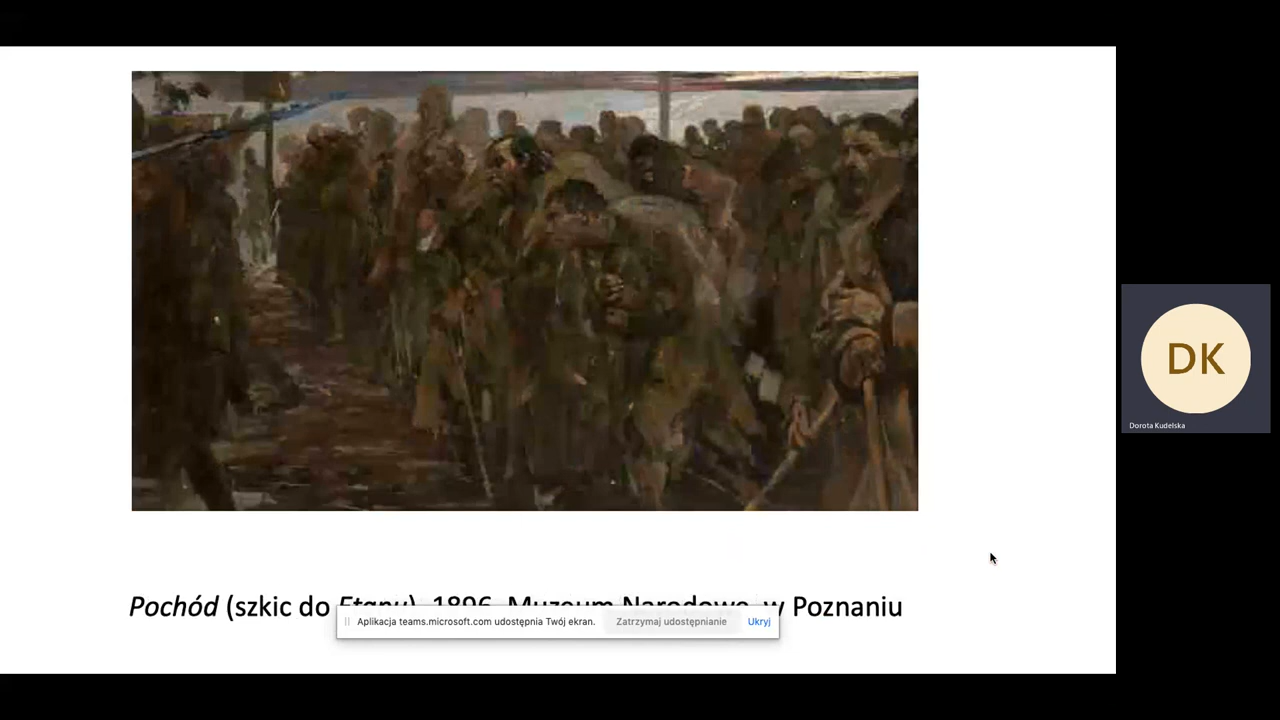 Pochód (szkic do Etapu), 1896, Muzeum Narodowe w Poznaniu
Aplikacja teams.microsoft.com udostępnia Twój ekran. Zatrzymaj udostępnianie Ukryj
DK
Dorota Kudelska